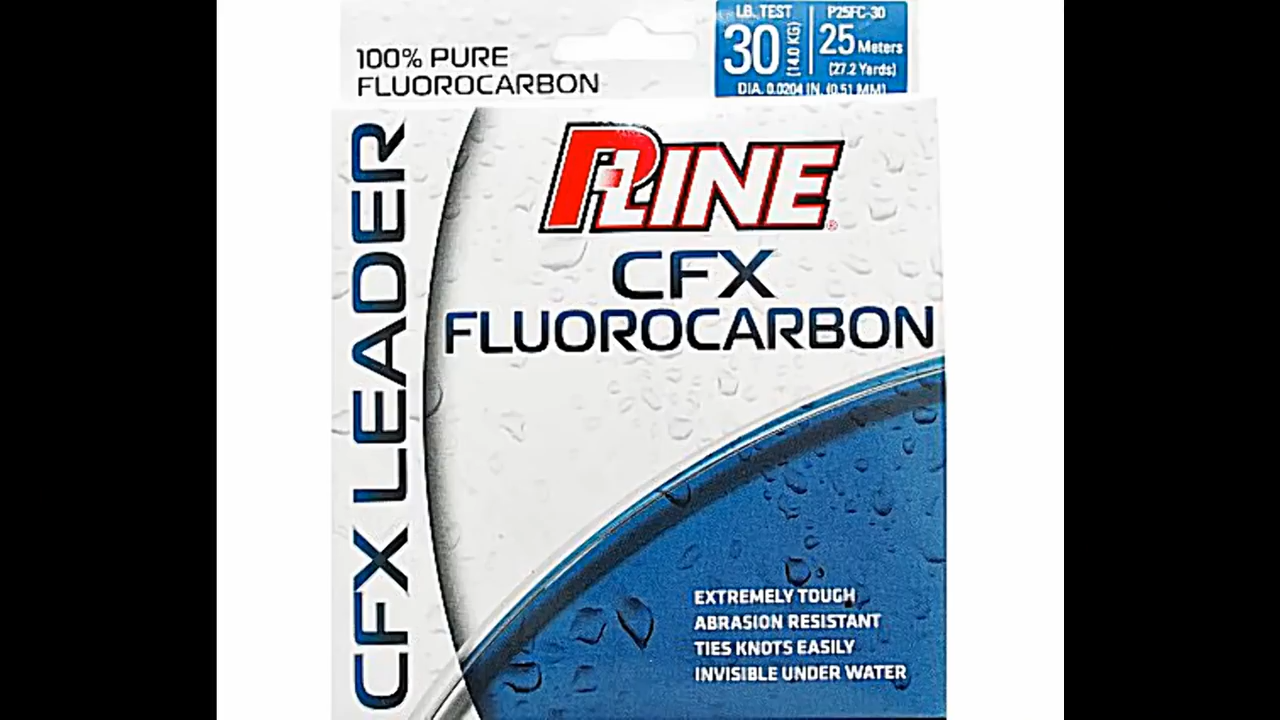 100% PURE
FLUOROCARBON
LB. TEST
30 (14.0 KG)
P25FC-30
25 Meters
(27.2 Yards)
DIA. 0.0204 IN. (0.51 MM)
CFX LEADER
P-LINE®
CFX
FLUOROCARBON
EXTREMELY TOUGH
ABRASION RESISTANT
TIES KNOTS EASILY
INVISIBLE UNDER WATER